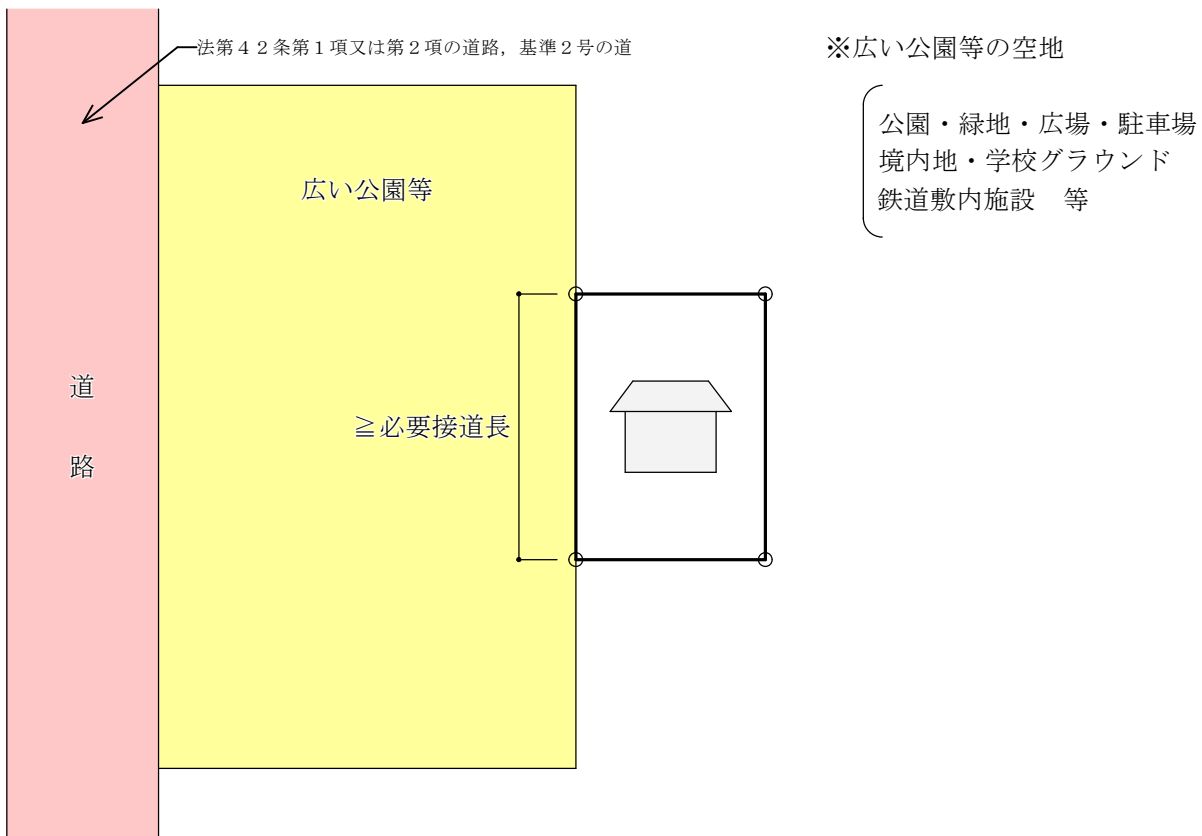 法第４２条第１項又は第２項の道路，基準２号の道
※広い公園等の空地
公園・緑地・広場・駐車場
境内地・学校グラウンド
鉄道敷内施設　等
広い公園等
道
路
≧必要接道長